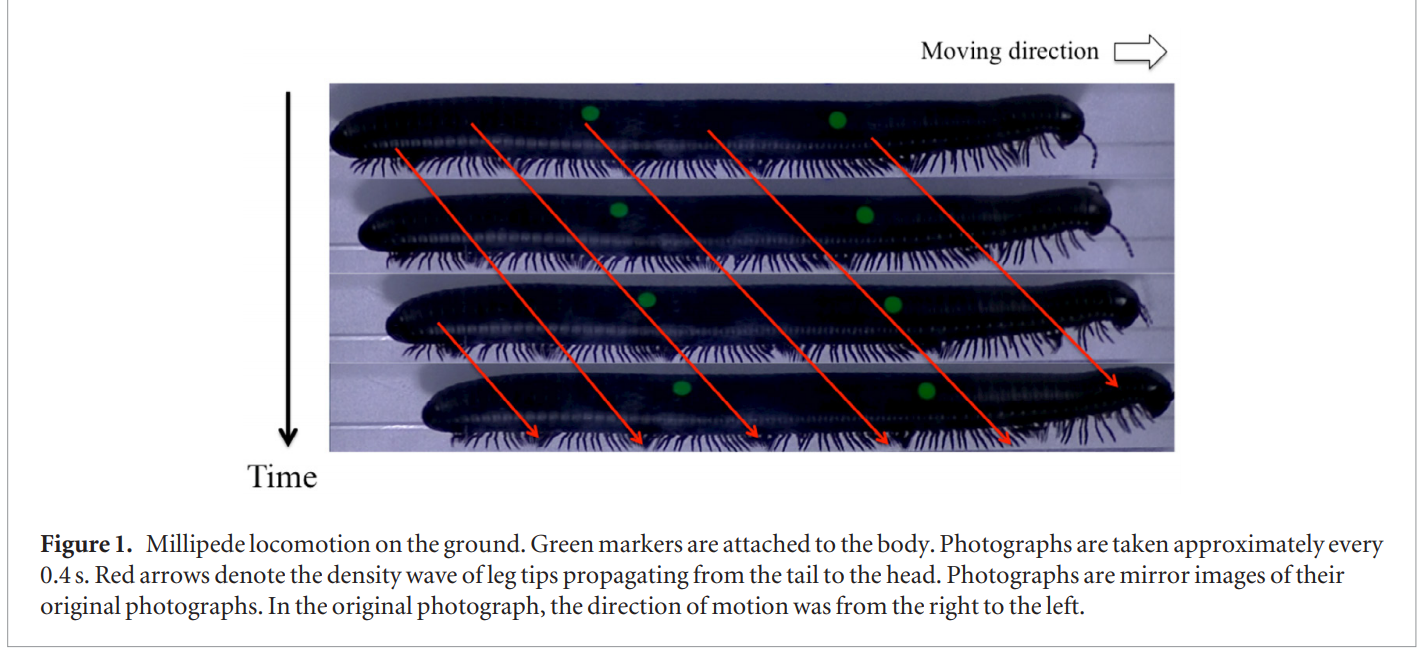 Moving direction
Time
Figure 1. Millipede locomotion on the ground. Green markers are attached to the body. Photographs are taken approximately every
0.4 s. Red arrows denote the density wave of leg tips propagating from the tail to the head. Photographs are mirror images of their
original photographs. In the original photograph, the direction of motion was from the right to the left.